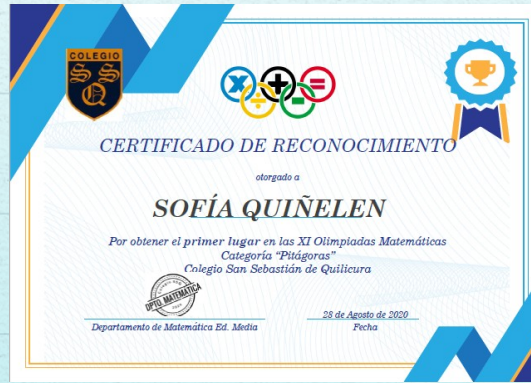 COLEGIO
SSQ
CERTIFICADO DE RECONOCIMIENTO
otorgado a
SOFÍA QUIÑELEN
Por obtener el primer lugar en las XI Olimpiadas Matemáticas
Categoría "Pitágoras"
Colegio San Sebastián de Quilicura
DPTO. MATEMÁTICA
28 de Agosto de 2020
Departamento de Matemática Ed. Media
Fecha